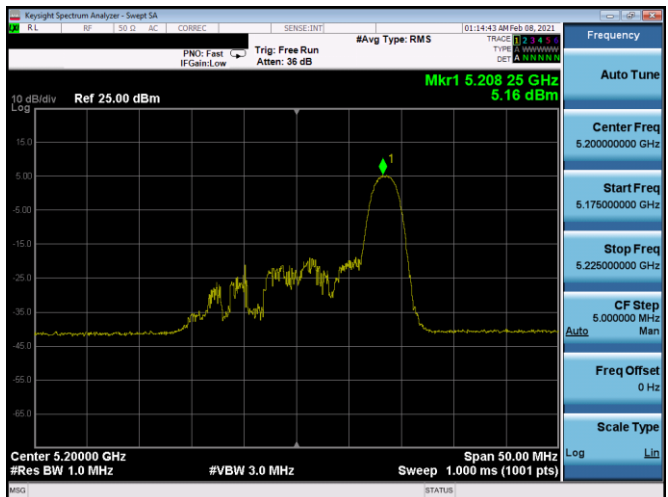 Keysight Spectrum Analyzer - Swept SA
RL RF 50 Ω AC CORREC SENSE:INT 01:14:43 AM Feb 08, 2021
#Avg Type: RMS
TRACE 1 2 3 4 5 6
PNO: Fast Trig: Free Run
TYPE A WWWWW
IFGain:Low Atten: 36 dB
DET A N N N N N
Mkr1 5.208 25 GHz
5.16 dBm
10 dB/div Ref 25.00 dBm
Log
15.0
5.00
-5.00
-15.0
-25.0
-35.0
-45.0
-55.0
-65.0
1
Center 5.20000 GHz Span 50.00 MHz
#Res BW 1.0 MHz #VBW 3.0 MHz Sweep 1.000 ms (1001 pts)
MSG STATUS
Frequency
Auto Tune
Center Freq
5.200000000 GHz
Start Freq
5.175000000 GHz
Stop Freq
5.225000000 GHz
CF Step
5.000000 MHz
Auto Man
Freq Offset
0 Hz
Scale Type
Log Lin